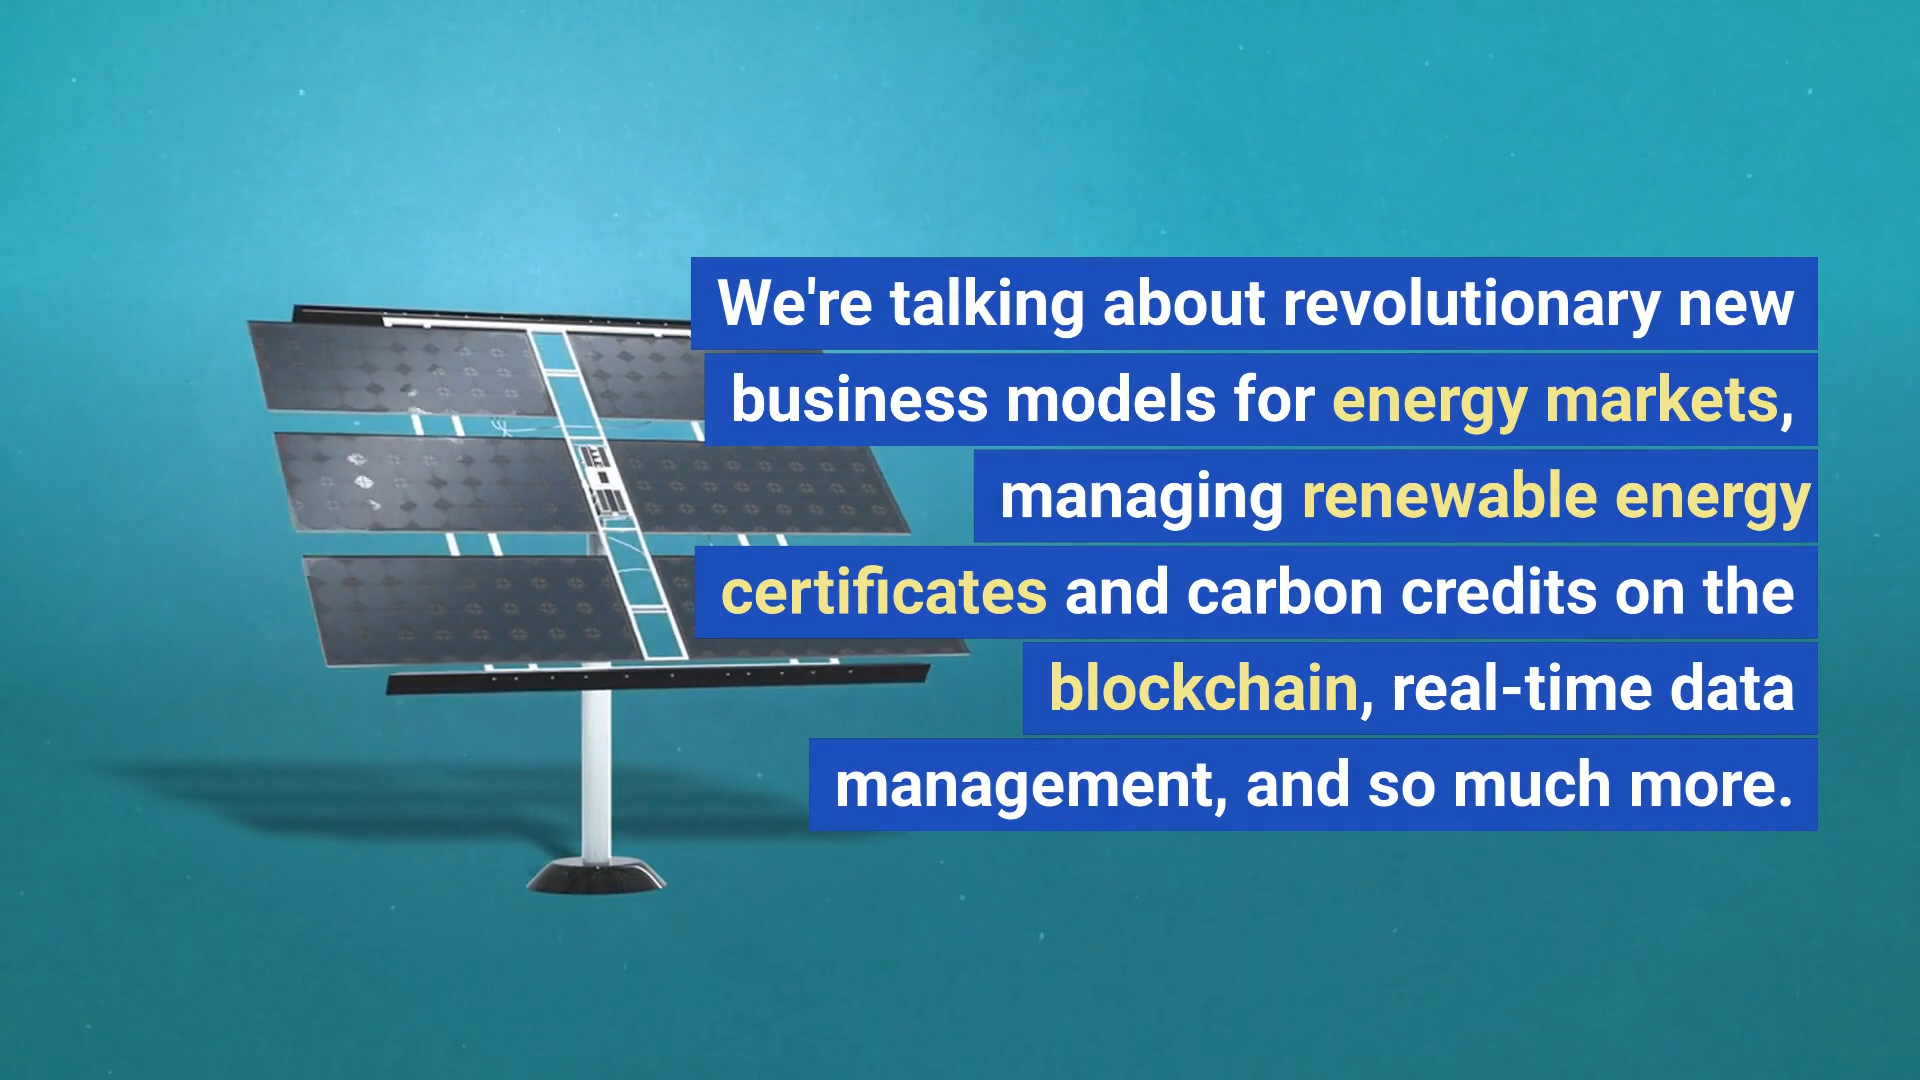 We're talking about revolutionary new
business models for energy markets,
managing renewable energy
certificates and carbon credits on the
blockchain, real-time data
management, and so much more.